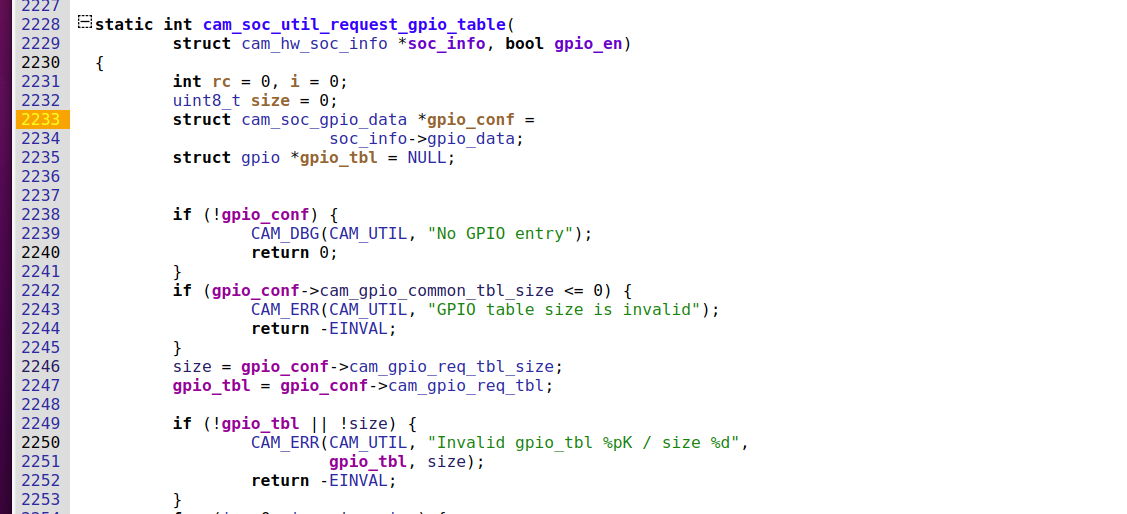 2227
2228 static int cam_soc_util_request_gpio_table(
2229 struct cam_hw_soc_info *soc_info, bool gpio_en)
2230 {
2231 int rc = 0, i = 0;
2232 uint8_t size = 0;
2233 struct cam_soc_gpio_data *gpio_conf =
2234 soc_info->gpio_data;
2235 struct gpio *gpio_tbl = NULL;
2236
2237
2238 if (!gpio_conf) {
2239 CAM_DBG(CAM_UTIL, "No GPIO entry");
2240 return 0;
2241 }
2242 if (gpio_conf->cam_gpio_common_tbl_size <= 0) {
2243 CAM_ERR(CAM_UTIL, "GPIO table size is invalid");
2244 return -EINVAL;
2245 }
2246 size = gpio_conf->cam_gpio_req_tbl_size;
2247 gpio_tbl = gpio_conf->cam_gpio_req_tbl;
2248
2249 if (!gpio_tbl || !size) {
2250 CAM_ERR(CAM_UTIL, "Invalid gpio_tbl %pK / size %d",
2251 gpio_tbl, size);
2252 return -EINVAL;
2253 }